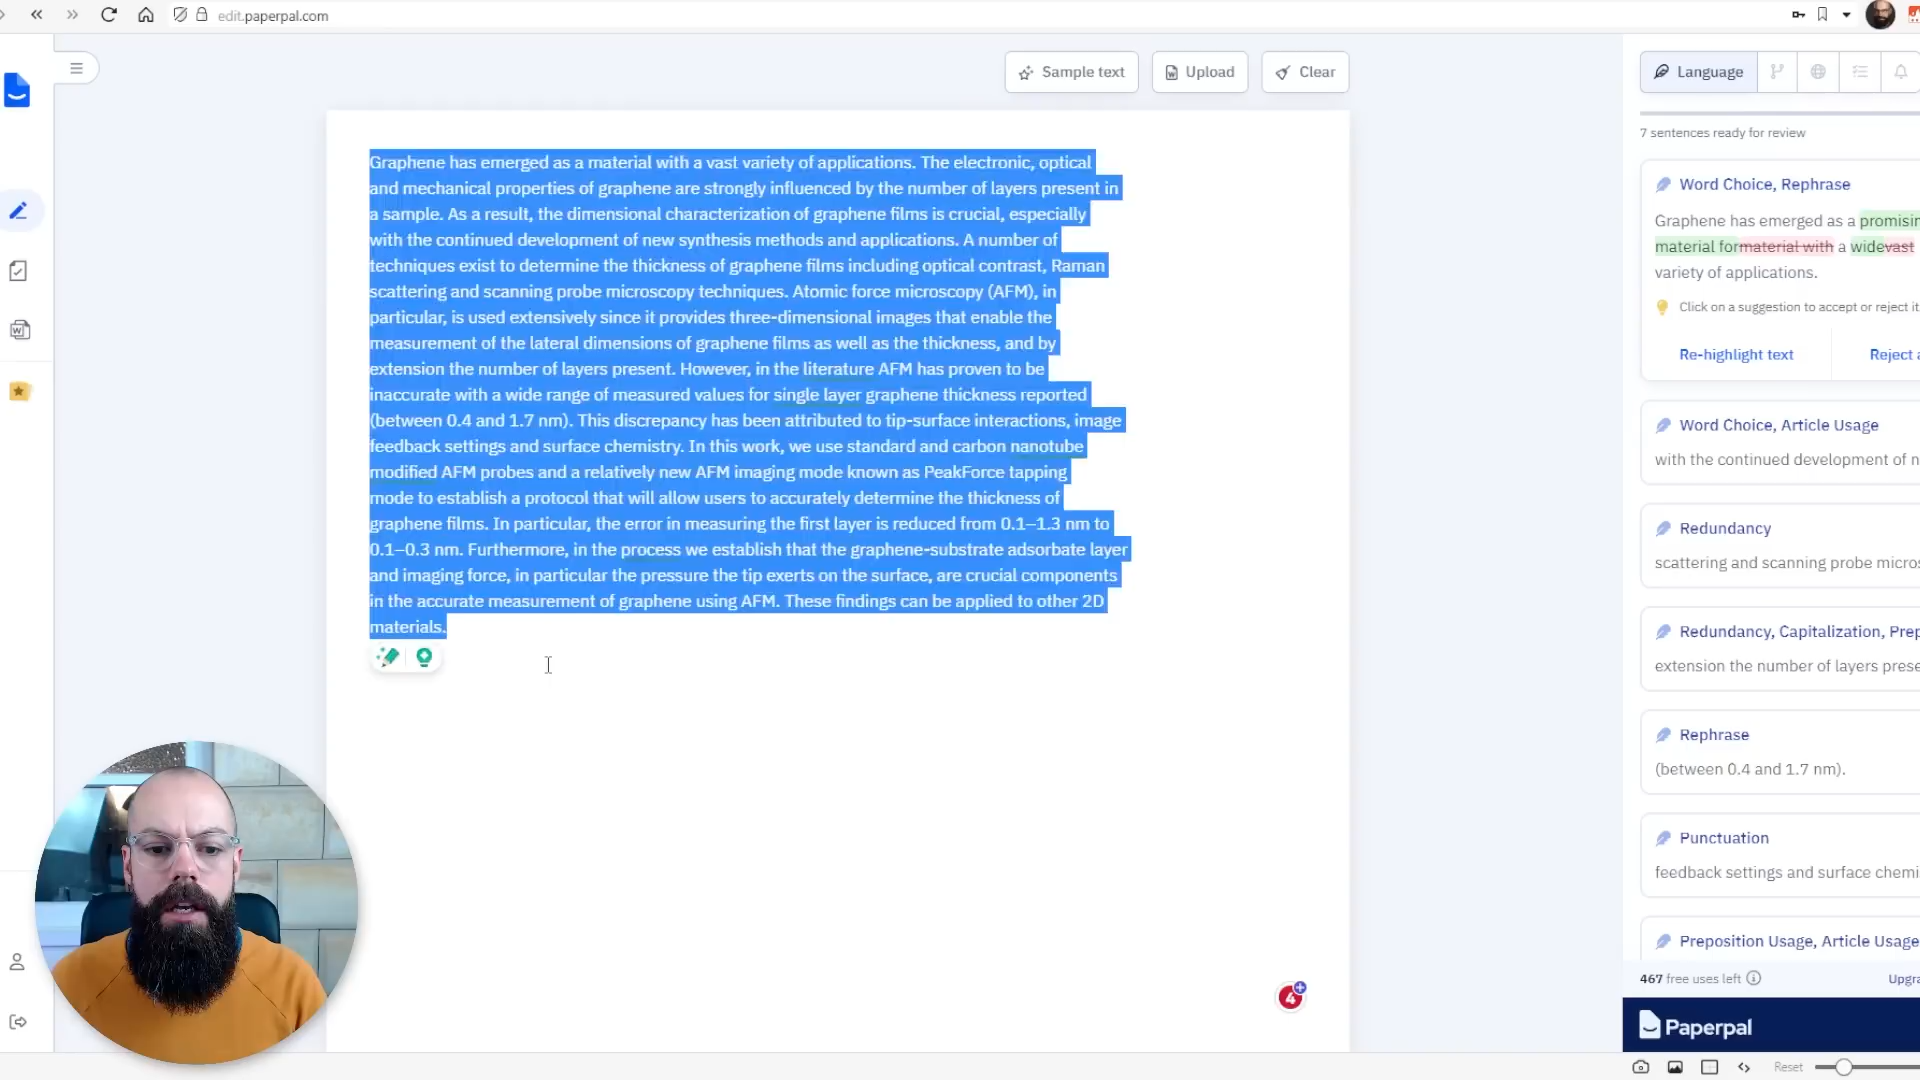 edit.paperpal.com
Sample text
Upload
Clear
Language
7 sentences ready for review
Graphene has emerged as a material with a vast variety of applications. The electronic, optical
and mechanical properties of graphene are strongly influenced by the number of layers present in
a sample. As a result, the dimensional characterization of graphene films is crucial, especially
with the continued development of new synthesis methods and applications. A number of
techniques exist to determine the thickness of graphene films including optical contrast, Raman
scattering and scanning probe microscopy techniques. Atomic force microscopy (AFM), in
particular, is used extensively since it provides three-dimensional images that enable the
measurement of the lateral dimensions of graphene films as well as the thickness, and by
extension the number of layers present. However, in the literature AFM has proven to be
inaccurate with a wide range of measured values for single layer graphene thickness reported
(between 0.4 and 1.7 nm). This discrepancy has been attributed to tip-surface interactions, image
feedback settings and surface chemistry. In this work, we use standard and carbon nanotube
modified AFM probes and a relatively new AFM imaging mode known as PeakForce tapping
mode to establish a protocol that will allow users to accurately determine the thickness of
graphene films. In particular, the error in measuring the first layer is reduced from 0.1–1.3 nm to
0.1–0.3 nm. Furthermore, in the process we establish that the graphene-substrate adsorbate layer
and imaging force, in particular the pressure the tip exerts on the surface, are crucial components
in the accurate measurement of graphene using AFM. These findings can be applied to other 2D
materials.
4
Word Choice, Rephrase
Graphene has emerged as a promisin
material formaterial with a widevast
variety of applications.
Click on a suggestion to accept or reject it
Re-highlight text
Reject a
Word Choice, Article Usage
with the continued development of n
Redundancy
scattering and scanning probe micros
Redundancy, Capitalization, Prep
extension the number of layers prese
Rephrase
(between 0.4 and 1.7 nm).
Punctuation
feedback settings and surface chemi
Preposition Usage, Article Usage
467 free uses left
Upgra
Paperpal
Reset